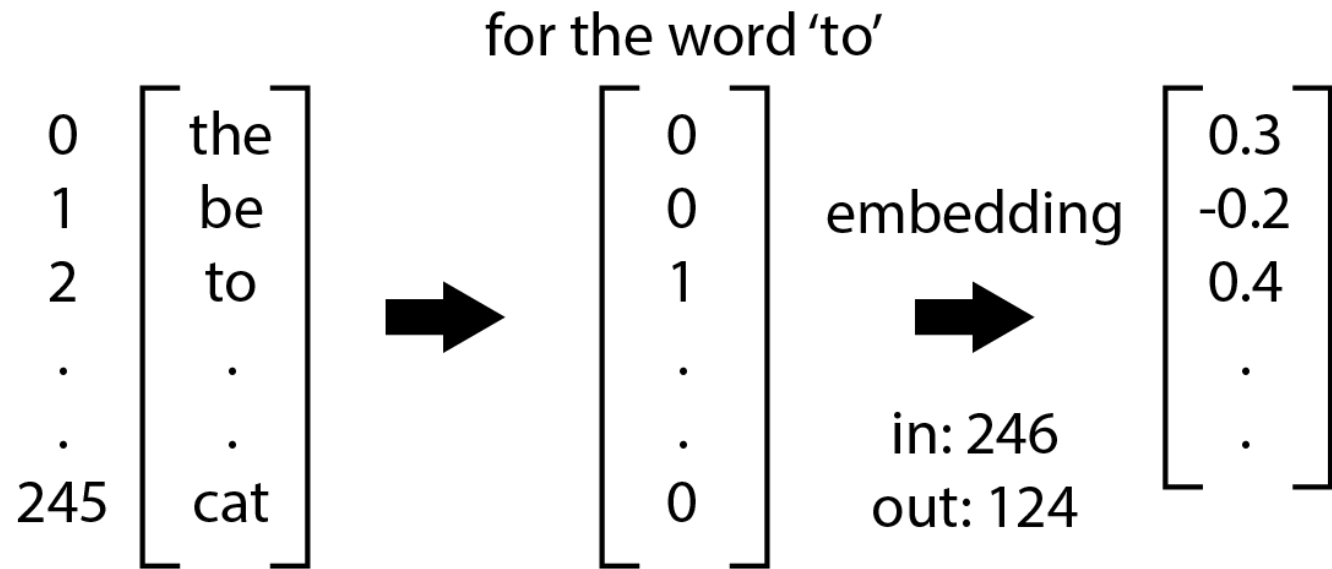 for the word ‘to’
0 the 0 0.3
1 be 0 embedding -0.2
2 to 1 0.4
. . . .
. . . in: 246 .
245 cat 0 out: 124